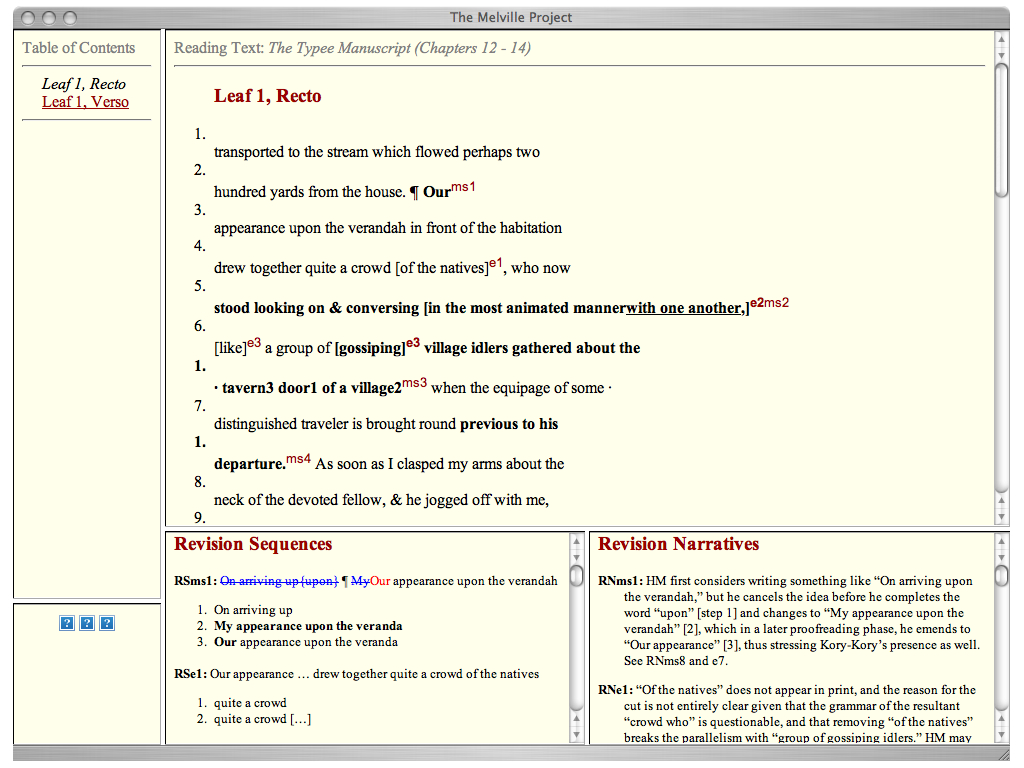 The Melville Project
Table of Contents
Leaf 1, Recto
Leaf 1, Verso
Reading Text: The Typee Manuscript (Chapters 12 - 14)
Leaf 1, Recto
1.
transported to the stream which flowed perhaps two
2.
hundred yards from the house. ¶ Our ms1
3.
appearance upon the verandah in front of the habitation
4.
drew together quite a crowd [of the natives]e1, who now
5.
stood looking on & conversing [in the most animated mannerwith one another,]e2ms2
6.
[like]e3 a group of [gossiping]e3 village idlers gathered about the
1.
· tavern3 door1 of a village2ms3 when the equipage of some ·
7.
distinguished traveler is brought round previous to his
1.
departure.ms4 As soon as I clasped my arms about the
8.
neck of the devoted fellow, & he jogged off with me,
9.
? ? ?
Revision Sequences
RSms1: On arriving up{upon} ¶ MyOur appearance upon the verandah
1. On arriving up
2. My appearance upon the veranda
3. Our appearance upon the veranda
RSe1: Our appearance … drew together quite a crowd of the natives
1. quite a crowd
2. quite a crowd […]
Revision Narratives
RNms1: HM first considers writing something like “On arriving upon
the verandah,” but he cancels the idea before he completes the
word “upon” [step 1] and changes to “My appearance upon the
verandah” [2], which in a later proofreading phase, he emends to
“Our appearance” [3], thus stressing Kory-Kory’s presence as well.
See RNms8 and e7.
RNe1: “Of the natives” does not appear in print, and the reason for the
cut is not entirely clear given that the grammar of the resultant
“crowd who” is questionable, and that removing “of the natives”
breaks the parallelism with “group of gossiping idlers.” HM may